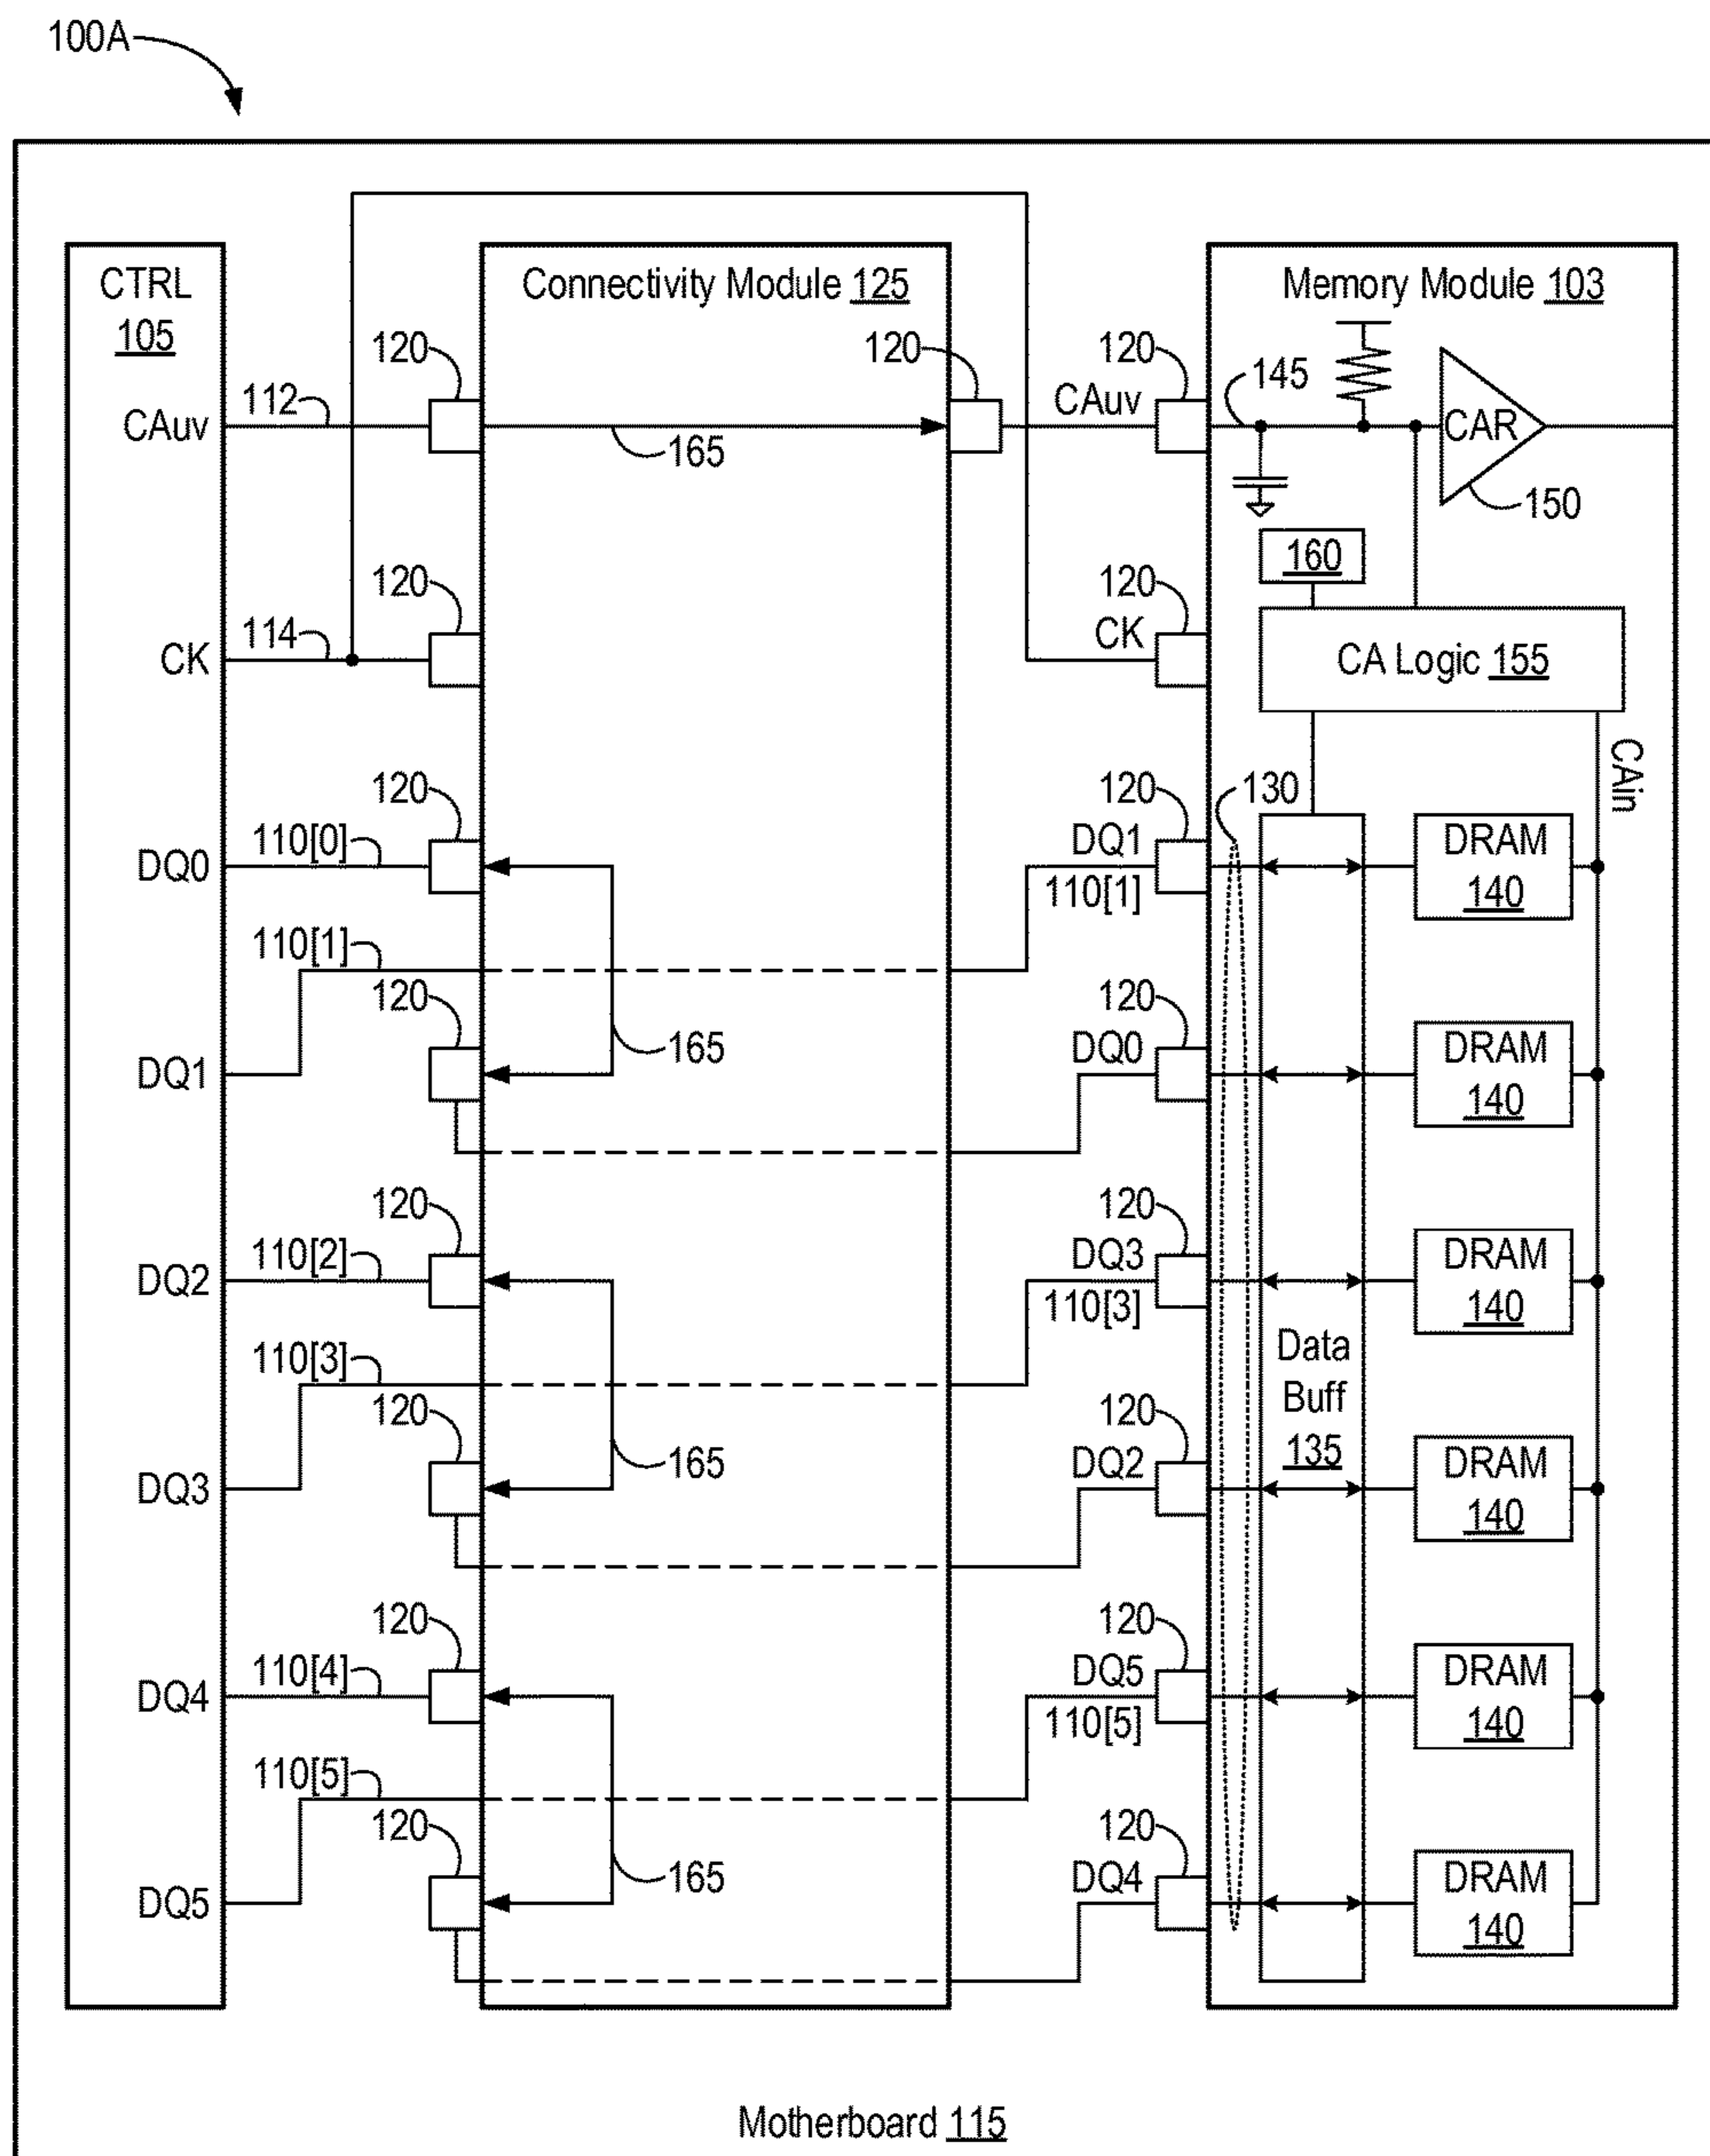 100A
CTRL
105
Connectivity Module 125
Memory Module 103
120
120
120
145
CAuv
112
CAuv
CAR
165
150
160
120
120
CK
114
CK
CA Logic 155
CAin
120
120
130
DQ0
110[0]
DQ1
110[1]
DRAM
140
110[1]
120
120
DQ1
165
DQ0
DRAM
140
120
120
DQ2
110[2]
DQ3
110[3]
DRAM
140
110[3]
Data
Buff
135
120
120
DQ3
165
DQ2
DRAM
140
120
120
DQ4
110[4]
DQ5
110[5]
DRAM
140
110[5]
120
120
DQ5
165
DQ4
DRAM
140
Motherboard 115